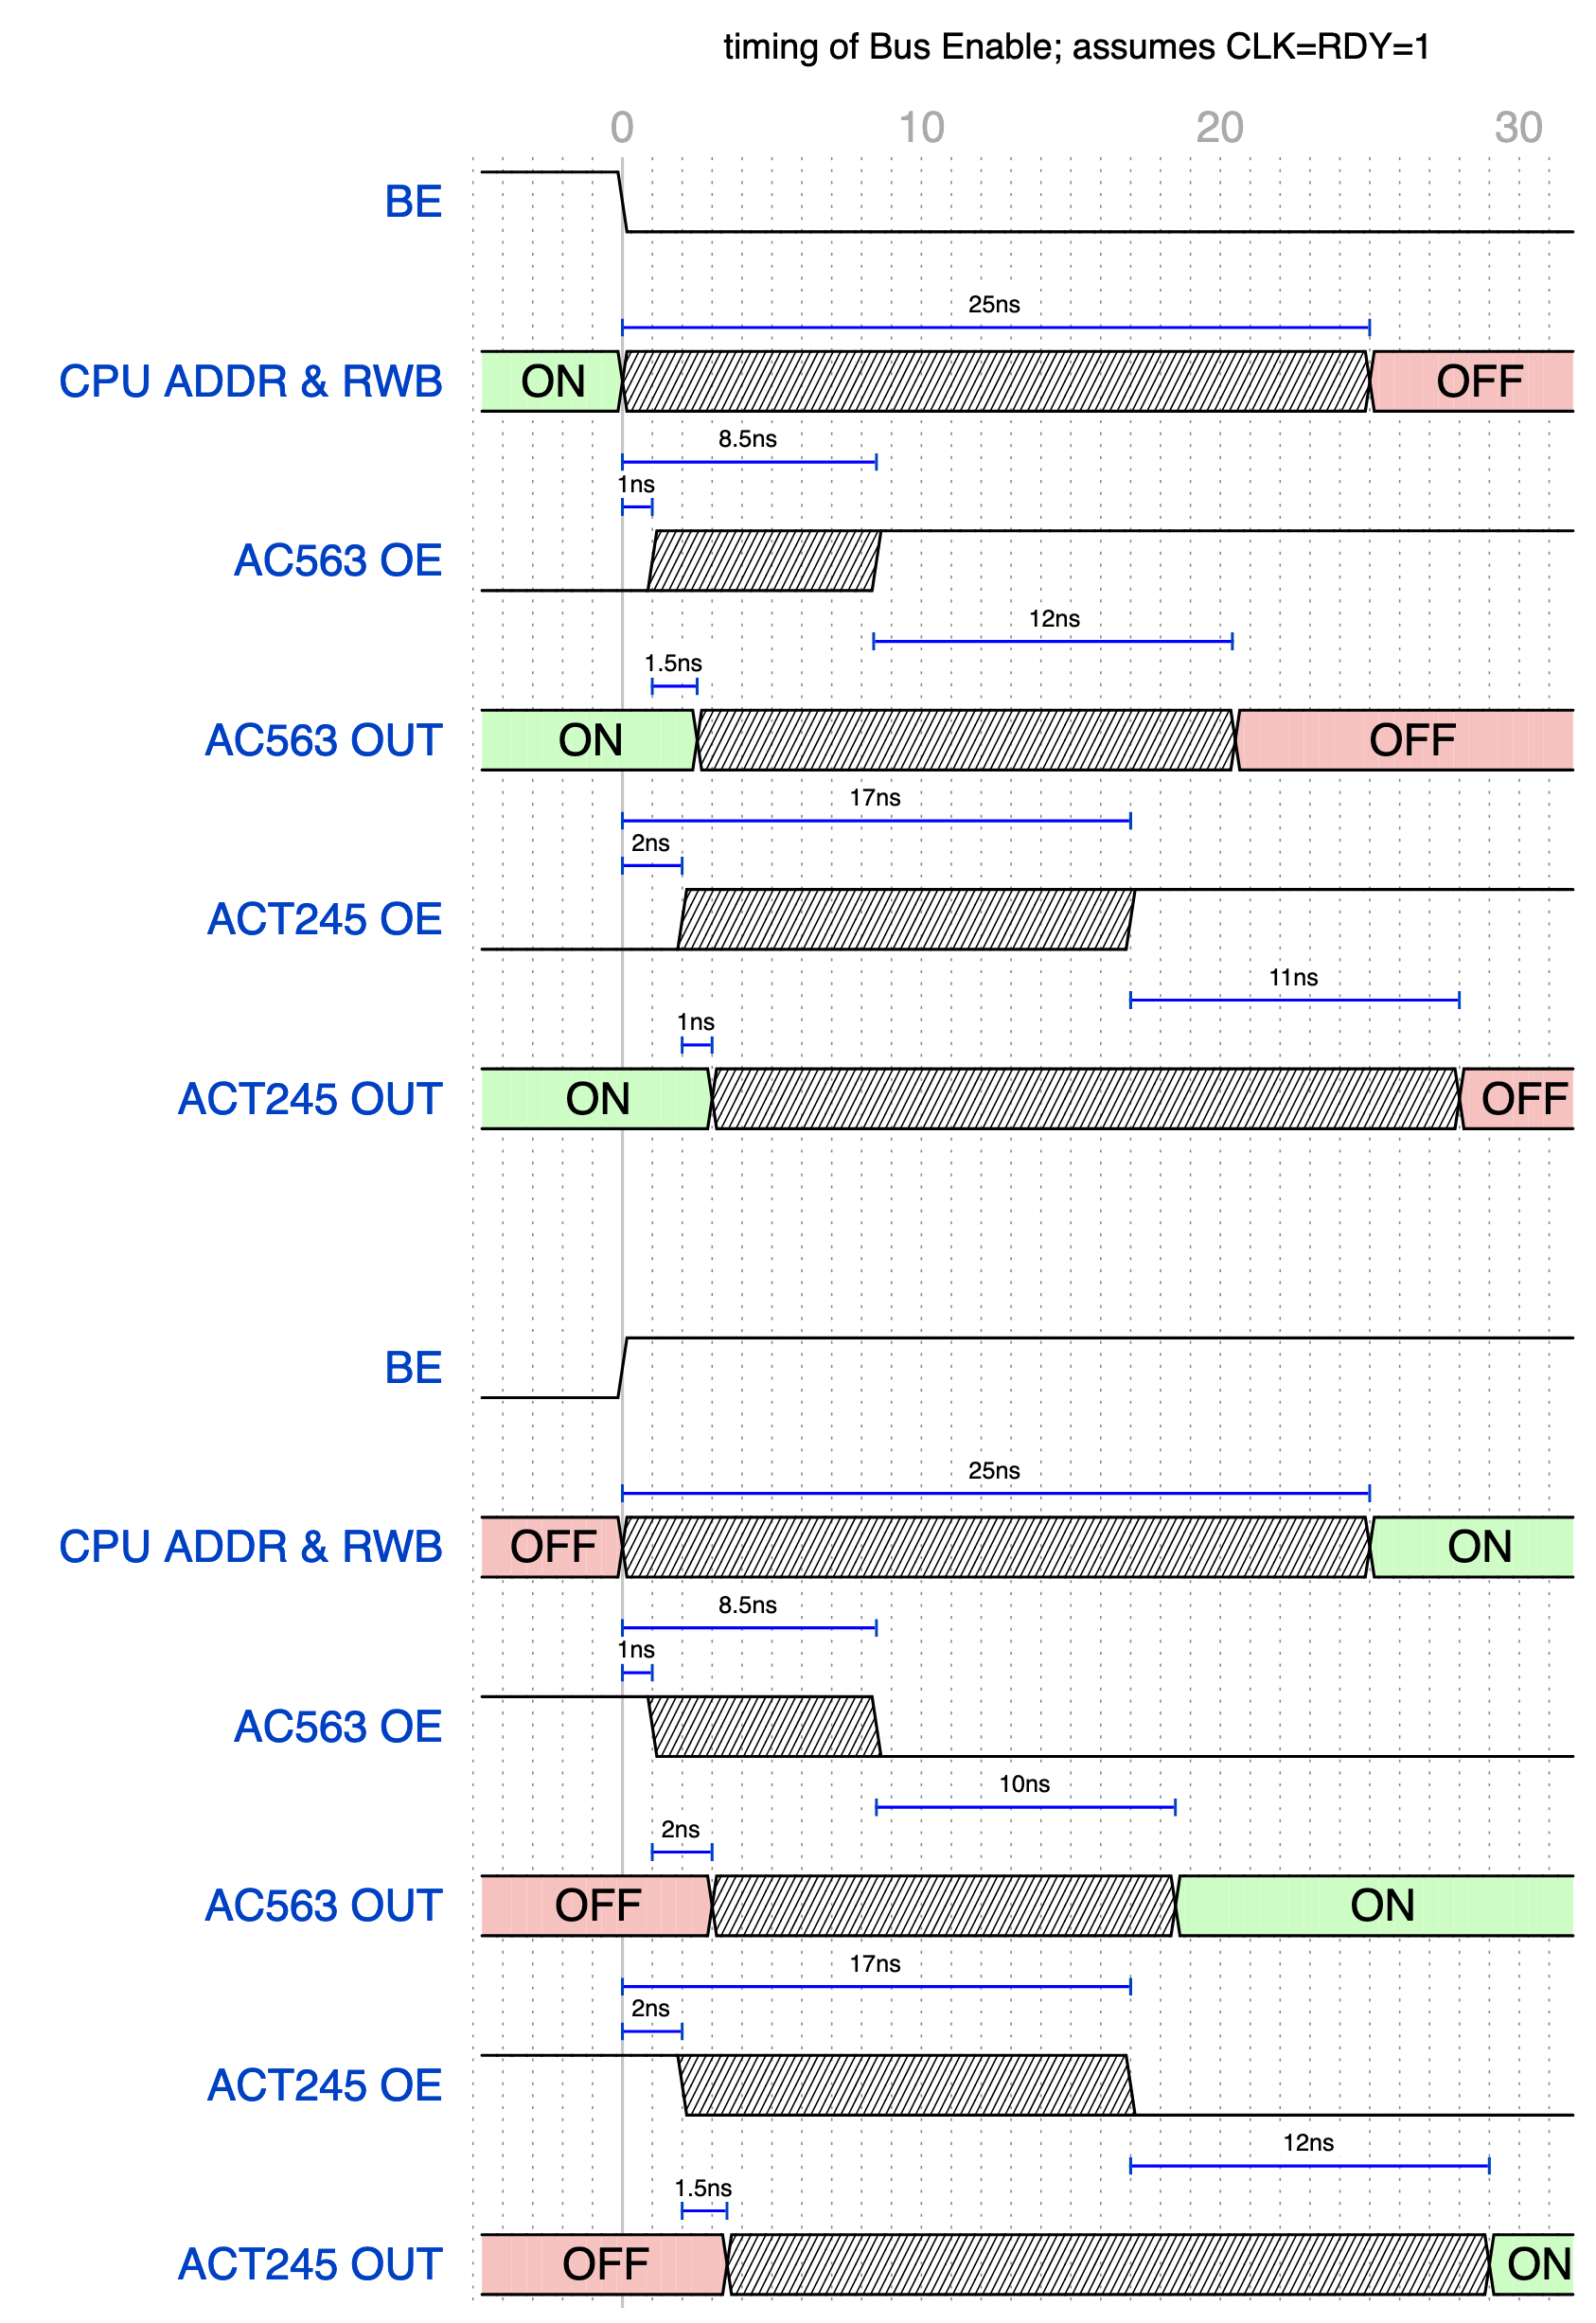 timing of Bus Enable; assumes CLK=RDY=1
0 10 20 30
BE
25ns
CPU ADDR & RWB ON OFF
8.5ns
1ns
AC563 OE
12ns
1.5ns
AC563 OUT ON OFF
17ns
2ns
ACT245 OE
11ns
1ns
ACT245 OUT ON OFF
BE
25ns
CPU ADDR & RWB OFF ON
8.5ns
1ns
AC563 OE
10ns
2ns
AC563 OUT OFF ON
17ns
2ns
ACT245 OE
12ns
1.5ns
ACT245 OUT OFF ON